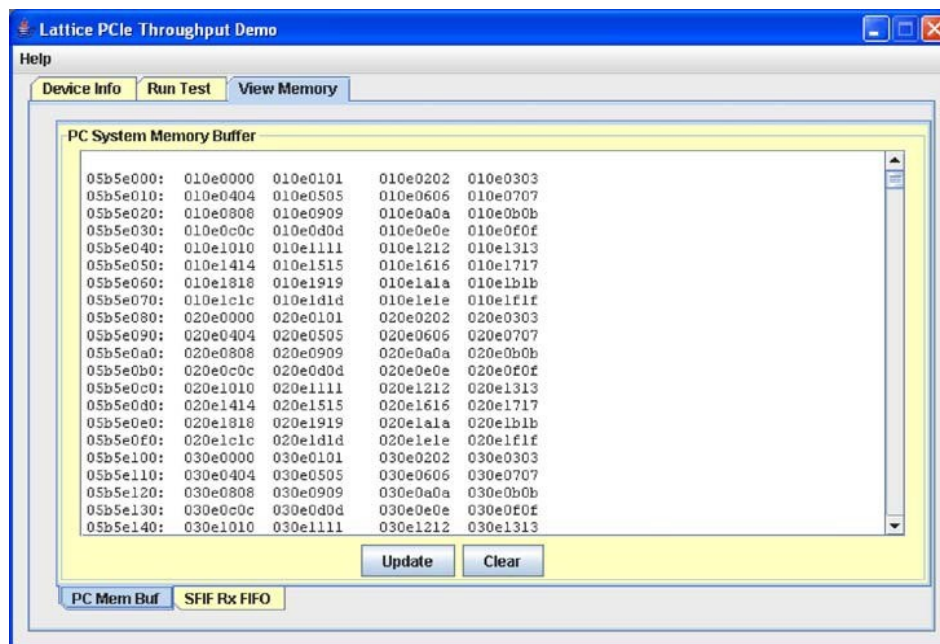 Lattice PCIe Throughput Demo
Help
Device Info Run Test View Memory
PC System Memory Buffer
05b5e000: 010e0000 010e0101 010e0202 010e0303
05b5e010: 010e0404 010e0505 010e0606 010e0707
05b5e020: 010e0808 010e0909 010e0a0a 010e0b0b
05b5e030: 010e0c0c 010e0d0d 010e0e0e 010e0f0f
05b5e040: 010e1010 010e1111 010e1212 010e1313
05b5e050: 010e1414 010e1515 010e1616 010e1717
05b5e060: 010e1818 010e1919 010e1a1a 010e1b1b
05b5e070: 010e1c1c 010e1d1d 010e1e1e 010e1f1f
05b5e080: 020e0000 020e0101 020e0202 020e0303
05b5e090: 020e0404 020e0505 020e0606 020e0707
05b5e0a0: 020e0808 020e0909 020e0a0a 020e0b0b
05b5e0b0: 020e0c0c 020e0d0d 020e0e0e 020e0f0f
05b5e0c0: 020e1010 020e1111 020e1212 020e1313
05b5e0d0: 020e1414 020e1515 020e1616 020e1717
05b5e0e0: 020e1818 020e1919 020e1a1a 020e1b1b
05b5e0f0: 020e1c1c 020e1d1d 020e1e1e 020e1f1f
05b5e100: 030e0000 030e0101 030e0202 030e0303
05b5e110: 030e0404 030e0505 030e0606 030e0707
05b5e120: 030e0808 030e0909 030e0a0a 030e0b0b
05b5e130: 030e0c0c 030e0d0d 030e0e0e 030e0f0f
05b5e140: 030e1010 030e1111 030e1212 030e1313
Update Clear
PC Mem Buf SFIF Rx FIFO